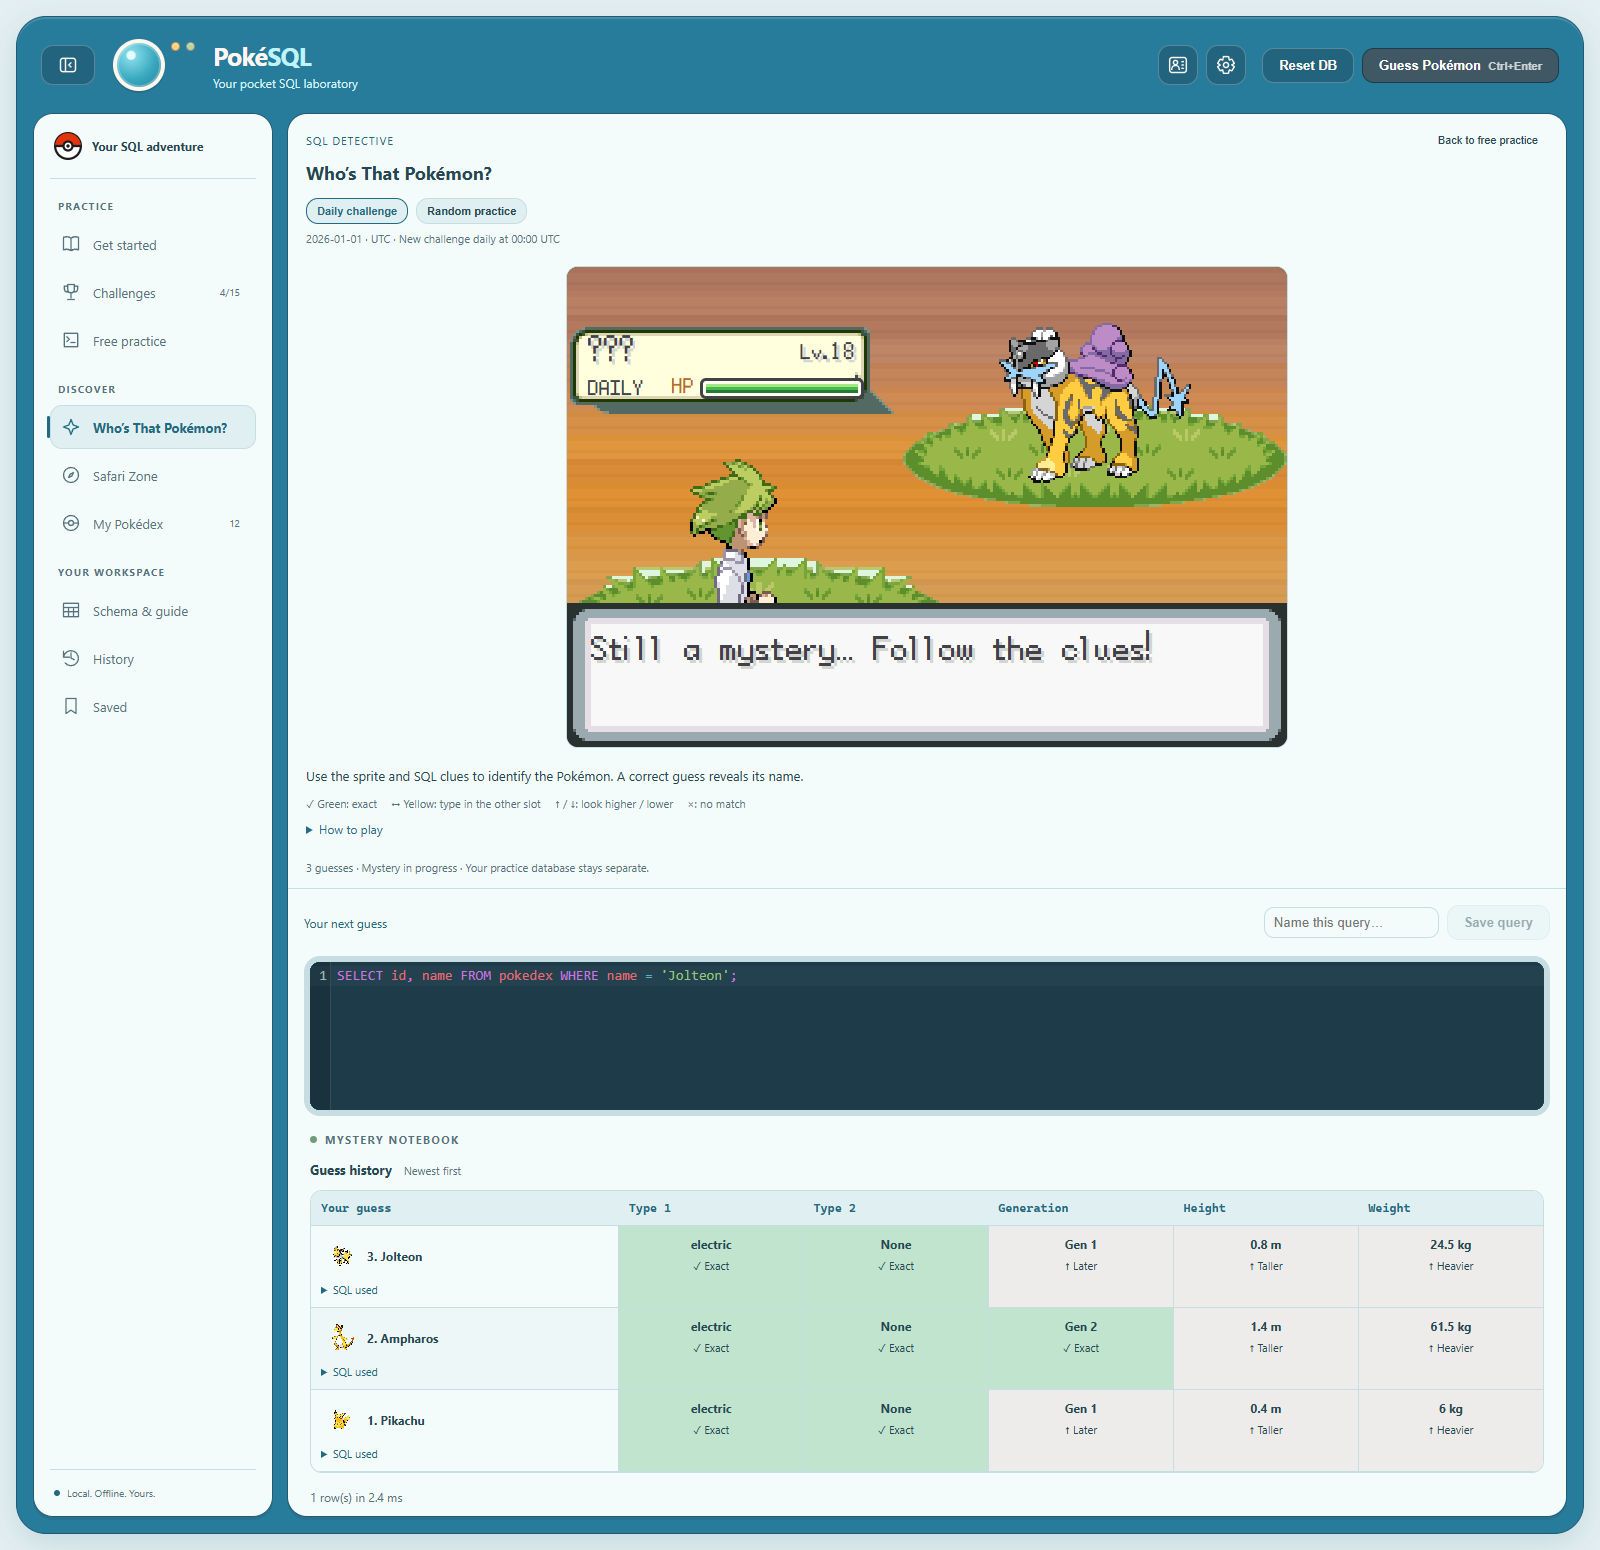 PokéSQL
Your pocket SQL laboratory
Reset DB
Guess Pokémon Ctrl+Enter
Your SQL adventure
PRACTICE
Get started
Challenges 4/15
Free practice
DISCOVER
Who's That Pokémon?
Safari Zone
My Pokédex 12
YOUR WORKSPACE
Schema & guide
History
Saved
Local. Offline. Yours.
SQL DETECTIVE
Back to free practice
Who's That Pokémon?
Daily challenge Random practice
2026-01-01 · UTC · New challenge daily at 00:00 UTC
??? Lv.18
DAILY HP
Still a mystery... Follow the clues!
Use the sprite and SQL clues to identify the Pokémon. A correct guess reveals its name.
✓ Green: exact ↔ Yellow: type in the other slot ↑ / ↓: look higher / lower ×: no match
▶ How to play
3 guesses · Mystery in progress · Your practice database stays separate.
Your next guess
Name this query...
Save query
1 SELECT id, name FROM pokedex WHERE name = 'Jolteon';
MYSTERY NOTEBOOK
Guess history Newest first
Your guess Type 1 Type 2 Generation Height Weight
3. Jolteon electric None Gen 1 0.8 m 24.5 kg
✓ Exact ✓ Exact ↑ Later ↑ Taller ↑ Heavier
▶ SQL used
2. Ampharos electric None Gen 2 1.4 m 61.5 kg
✓ Exact ✓ Exact ✓ Exact ↑ Taller ↑ Heavier
▶ SQL used
1. Pikachu electric None Gen 1 0.4 m 6 kg
✓ Exact ✓ Exact ↑ Later ↑ Taller ↑ Heavier
▶ SQL used
1 row(s) in 2.4 ms